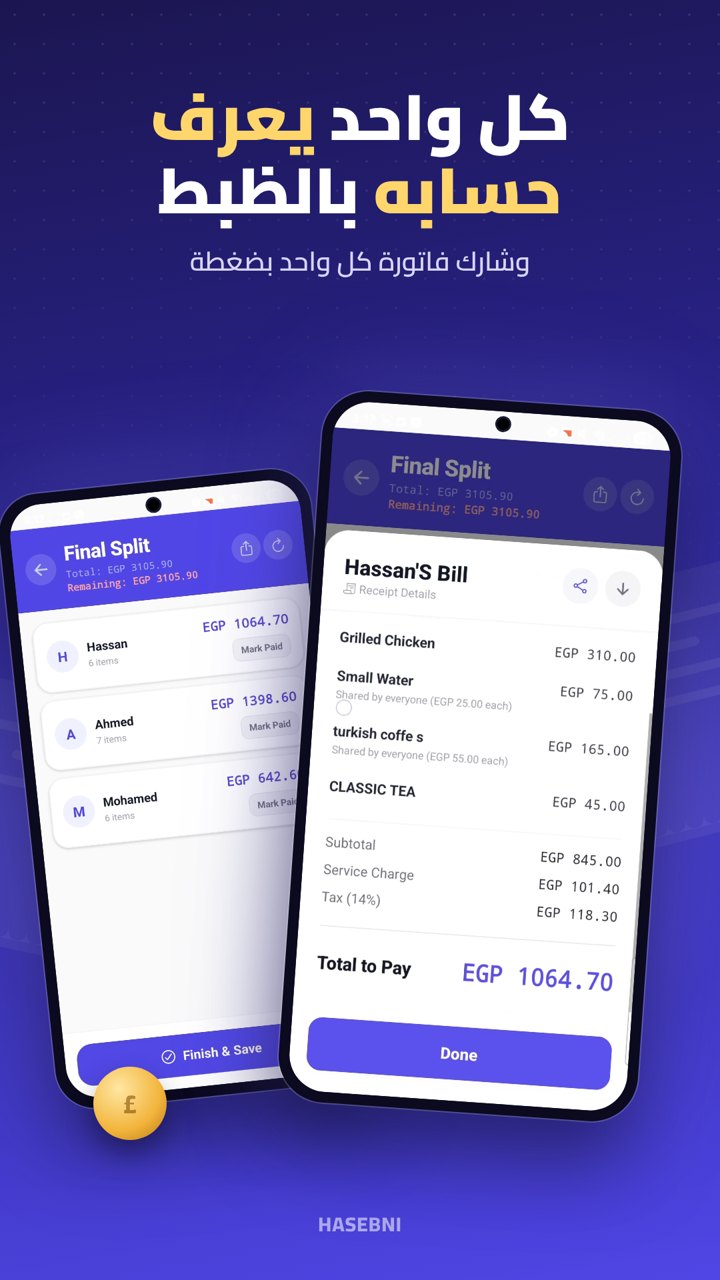 كل واحد يعرف
حسابه بالظبط
وشارك فاتورة كل واحد بضغطة
Final Split
Total: EGP 3105.90
Remaining: EGP 3105.90
H
Hassan
6 items
EGP 1064.70
Mark Paid
A
Ahmed
7 items
EGP 1398.60
Mark Paid
M
Mohamed
6 items
EGP 642.6
Mark Paid
Finish & Save
£
Final Split
Total: EGP 3105.90
Remaining: EGP 3105.90
Hassan'S Bill
Receipt Details
Grilled Chicken
EGP 310.00
Small Water
EGP 75.00
Shared by everyone (EGP 25.00 each)
turkish coffe s
EGP 165.00
Shared by everyone (EGP 55.00 each)
CLASSIC TEA
EGP 45.00
Subtotal
EGP 845.00
Service Charge
EGP 101.40
Tax (14%)
EGP 118.30
Total to Pay
EGP 1064.70
Done
HASEBNI